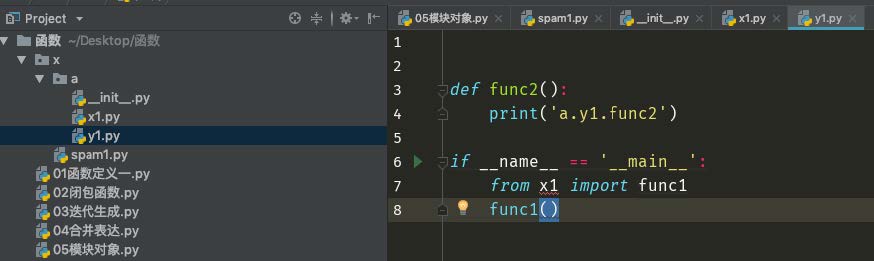 Project
05模块对象.py
spam1.py
__init__.py
x1.py
y1.py
函数 ~/Desktop/函数
x
a
__init__.py
x1.py
y1.py
spam1.py
01函数定义一.py
02闭包函数.py
03迭代生成.py
04合并表达.py
05模块对象.py
1
2
3 def func2():
4 print('a.y1.func2')
5
6 if __name__ == '__main__':
7 from x1 import func1
8 func1()